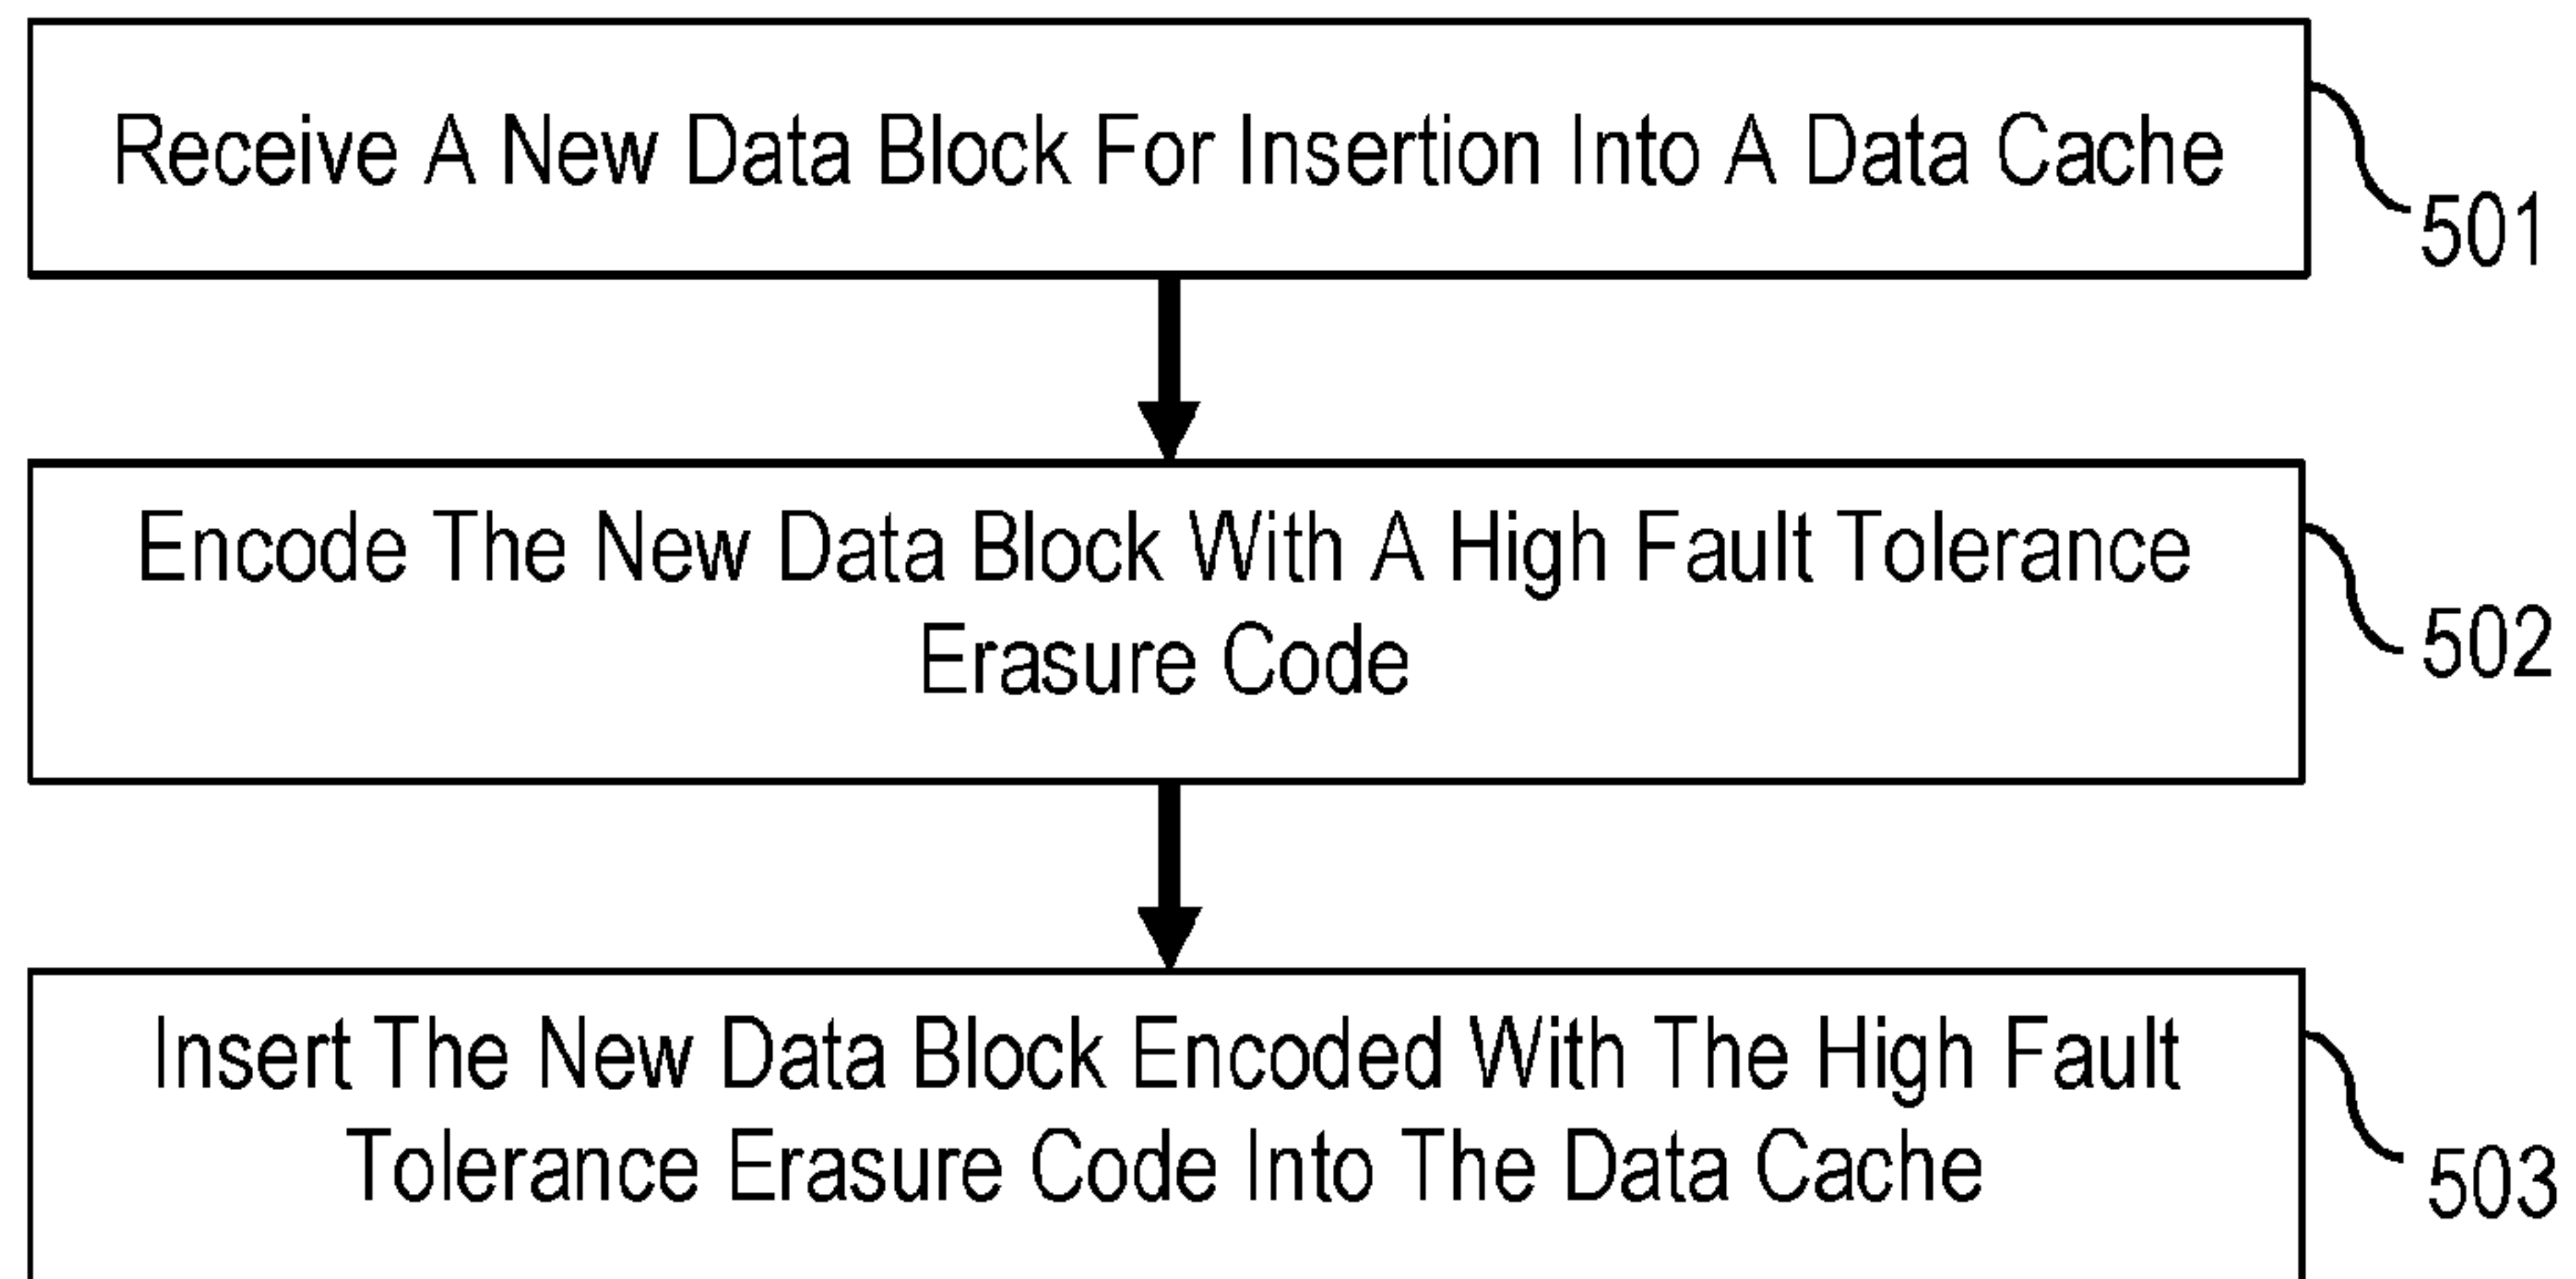 Receive A New Data Block For Insertion Into A Data Cache
501
Encode The New Data Block With A High Fault Tolerance
Erasure Code
502
Insert The New Data Block Encoded With The High Fault
Tolerance Erasure Code Into The Data Cache
503